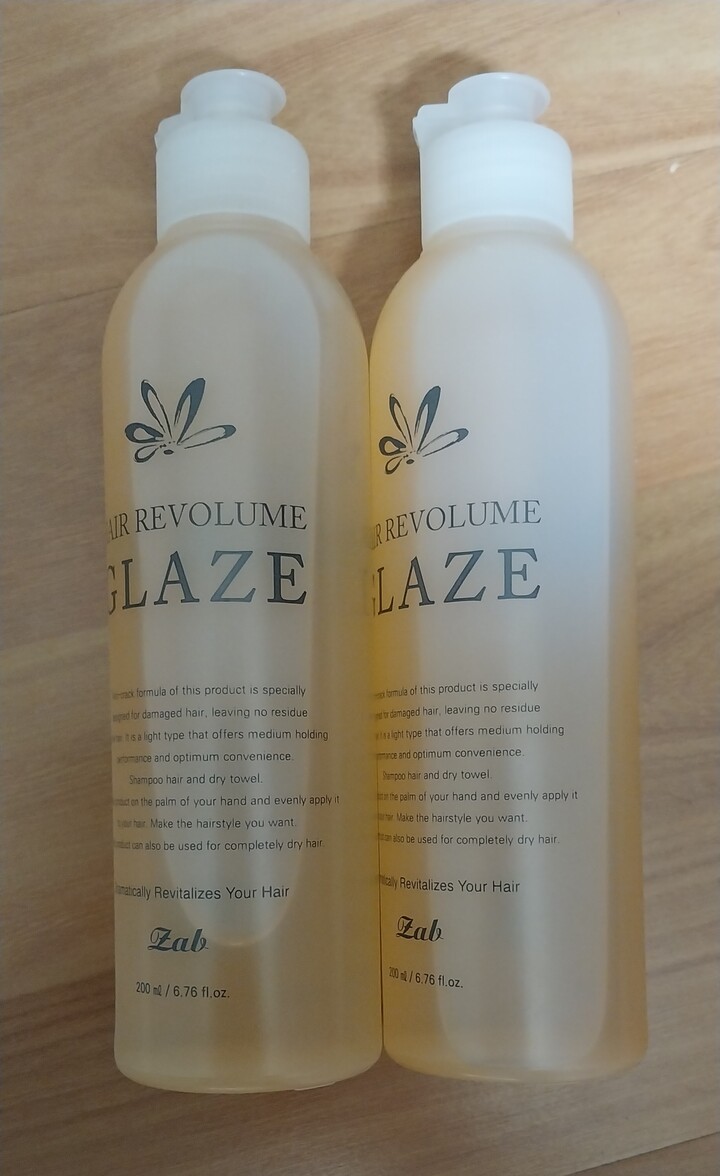 AIR REVOLUME
GLAZE
formula of this product is specially
for damaged hair, leaving no residue
It is a light type that offers medium holding
performance and optimum convenience.
Shampoo hair and dry towel.
on the palm of your hand and evenly apply it
your hair. Make the hairstyle you want.
product can also be used for completely dry hair.
Revitalizes Your Hair
Zab
200 ㎖ / 6.76 fl.oz.
REVOLUME
GLAZE
formula of this product is specially
for damaged hair, leaving no residue
It is a light type that offers medium holding
and optimum convenience.
Shampoo hair and dry towel.
on the palm of your hand and evenly apply it
hair. Make the hairstyle you want.
can also be used for completely dry hair.
Revitalizes Your Hair
Zab
200 ㎖ / 6.76 fl.oz.